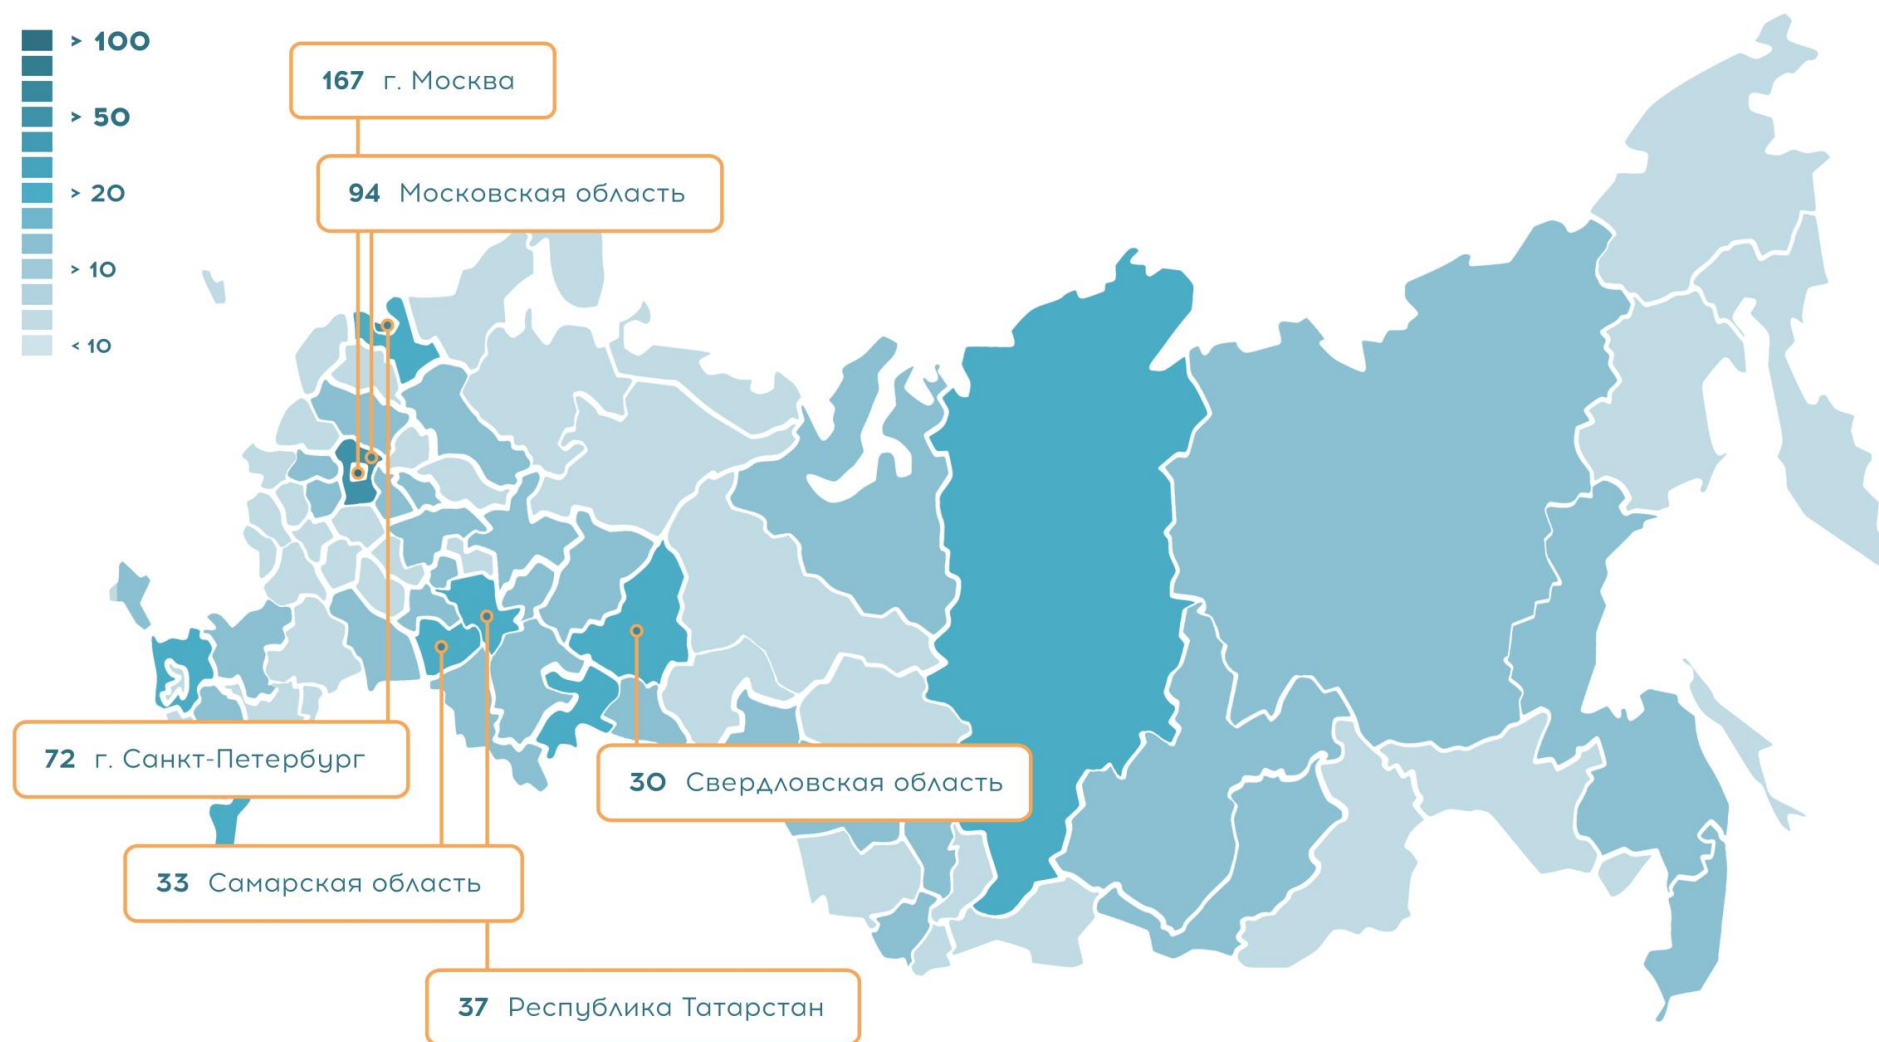 > 100
> 50
> 20
> 10
< 10
167 г. Москва
94 Московская область
72 г. Санкт-Петербург
30 Свердловская область
33 Самарская область
37 Республика Татарстан